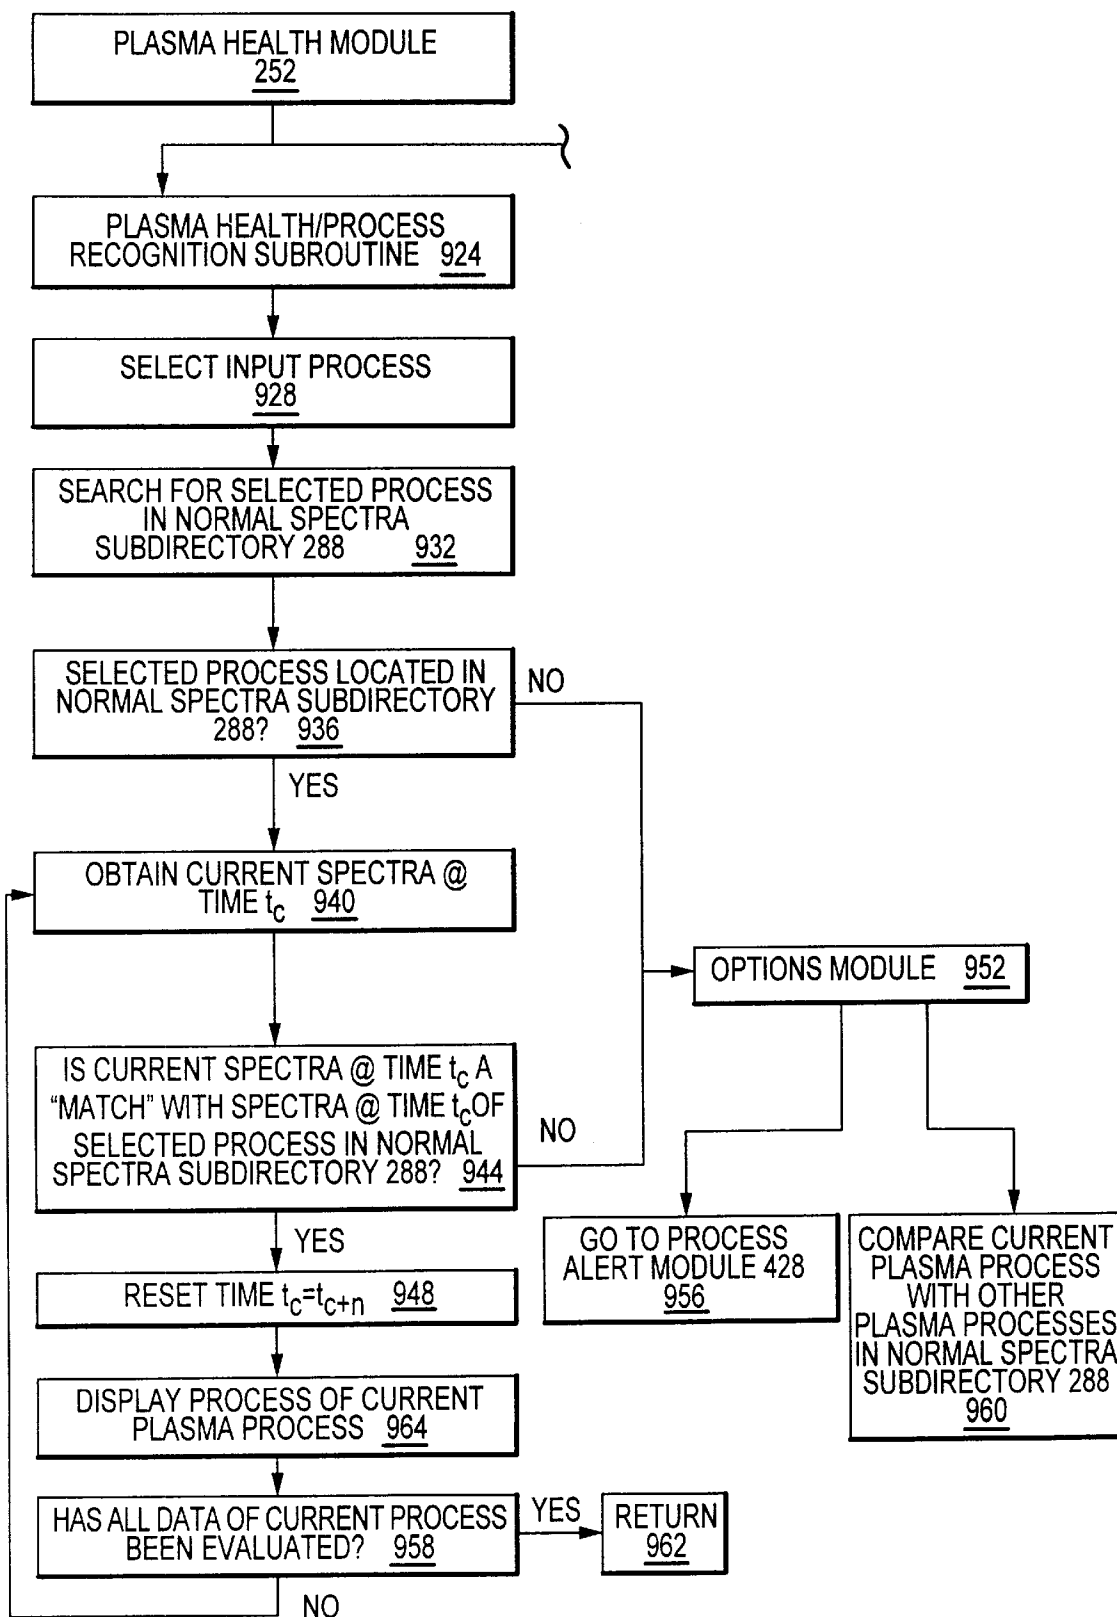 PLASMA HEALTH MODULE
252
PLASMA HEALTH/PROCESS
RECOGNITION SUBROUTINE 924
SELECT INPUT PROCESS
928
SEARCH FOR SELECTED PROCESS
IN NORMAL SPECTRA
SUBDIRECTORY 288 932
SELECTED PROCESS LOCATED IN
NORMAL SPECTRA SUBDIRECTORY
288? 936
NO
YES
OBTAIN CURRENT SPECTRA @
TIME tc 940
OPTIONS MODULE 952
IS CURRENT SPECTRA @ TIME tc A
"MATCH" WITH SPECTRA @ TIME tc OF
SELECTED PROCESS IN NORMAL
SPECTRA SUBDIRECTORY 288? 944
NO
YES
GO TO PROCESS
ALERT MODULE 428
956
COMPARE CURRENT
PLASMA PROCESS
WITH OTHER
PLASMA PROCESSES
IN NORMAL SPECTRA
SUBDIRECTORY 288
960
RESET TIME tc=tc+n 948
DISPLAY PROCESS OF CURRENT
PLASMA PROCESS 964
HAS ALL DATA OF CURRENT PROCESS
BEEN EVALUATED? 958
YES
RETURN
962
NO